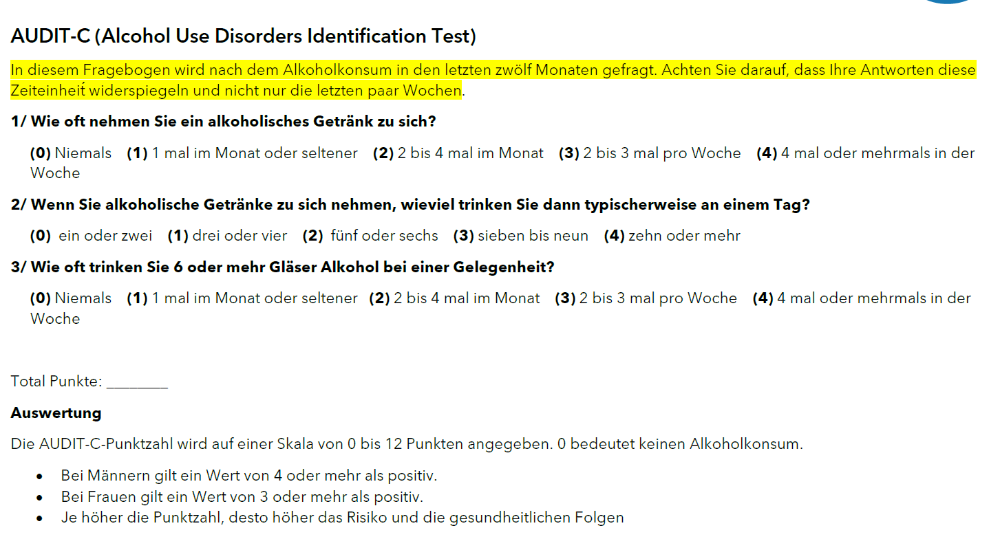 AUDIT-C (Alcohol Use Disorders Identification Test)
In diesem Fragebogen wird nach dem Alkoholkonsum in den letzten zwölf Monaten gefragt. Achten Sie darauf, dass Ihre Antworten diese
Zeiteinheit́ widerspiegeln und nicht nur die letzten paar Wochen.
1/ Wie oft nehmen Sie ein alkoholisches Getränk zu sich?
(0) Niemals (1) 1 mal im Monat oder seltener (2) 2 bis 4 mal im Monat (3) 2 bis 3 mal pro Woche (4) 4 mal oder mehrmals in der
Woche
2/ Wenn Sie alkoholische Getränke zu sich nehmen, wieviel trinken Sie dann typischerweise an einem Tag?
(0) ein oder zwei (1) drei oder vier (2) fünf oder sechs (3) sieben bis neun (4) zehn oder mehr
3/ Wie oft trinken Sie 6 oder mehr Gläser Alkohol bei einer Gelegenheit?
(0) Niemals (1) 1 mal im Monat oder seltener (2) 2 bis 4 mal im Monat (3) 2 bis 3 mal pro Woche (4) 4 mal oder mehrmals in der
Woche
Total Punkte: ________
Auswertung
Die AUDIT-C-Punktzahl wird auf einer Skala von 0 bis 12 Punkten angegeben. 0 bedeutet keinen Alkoholkonsum.
• Bei Männern gilt ein Wert von 4 oder mehr als positiv.
• Bei Frauen gilt ein Wert von 3 oder mehr als positiv.
• Je höher die Punktzahl, desto höher das Risiko und die gesundheitlichen Folgen